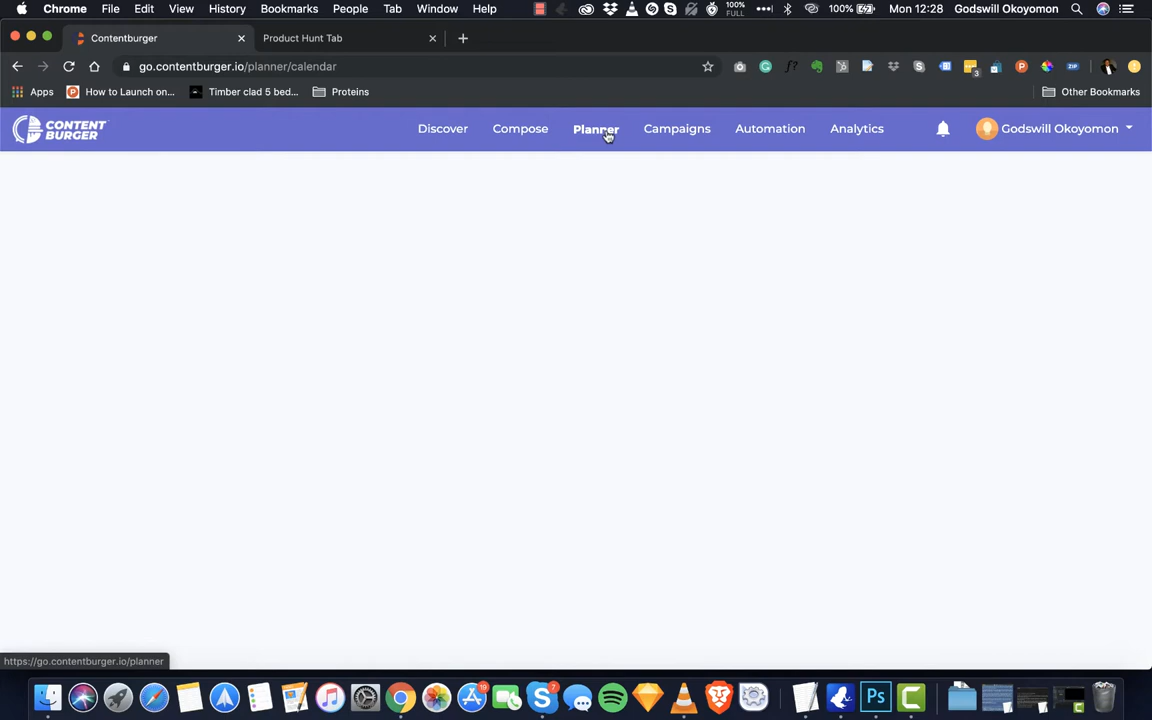 Chrome File Edit View History Bookmarks People Tab Window Help 100% FULL 100% Mon 12:28 Godswill Okoyomon
Contentburger Product Hunt Tab
go.contentburger.io/planner/calendar
Apps How to Launch on... Timber clad 5 bed... Proteins Other Bookmarks
CONTENT BURGER Discover Compose Planner Campaigns Automation Analytics Godswill Okoyomon
https://go.contentburger.io/planner